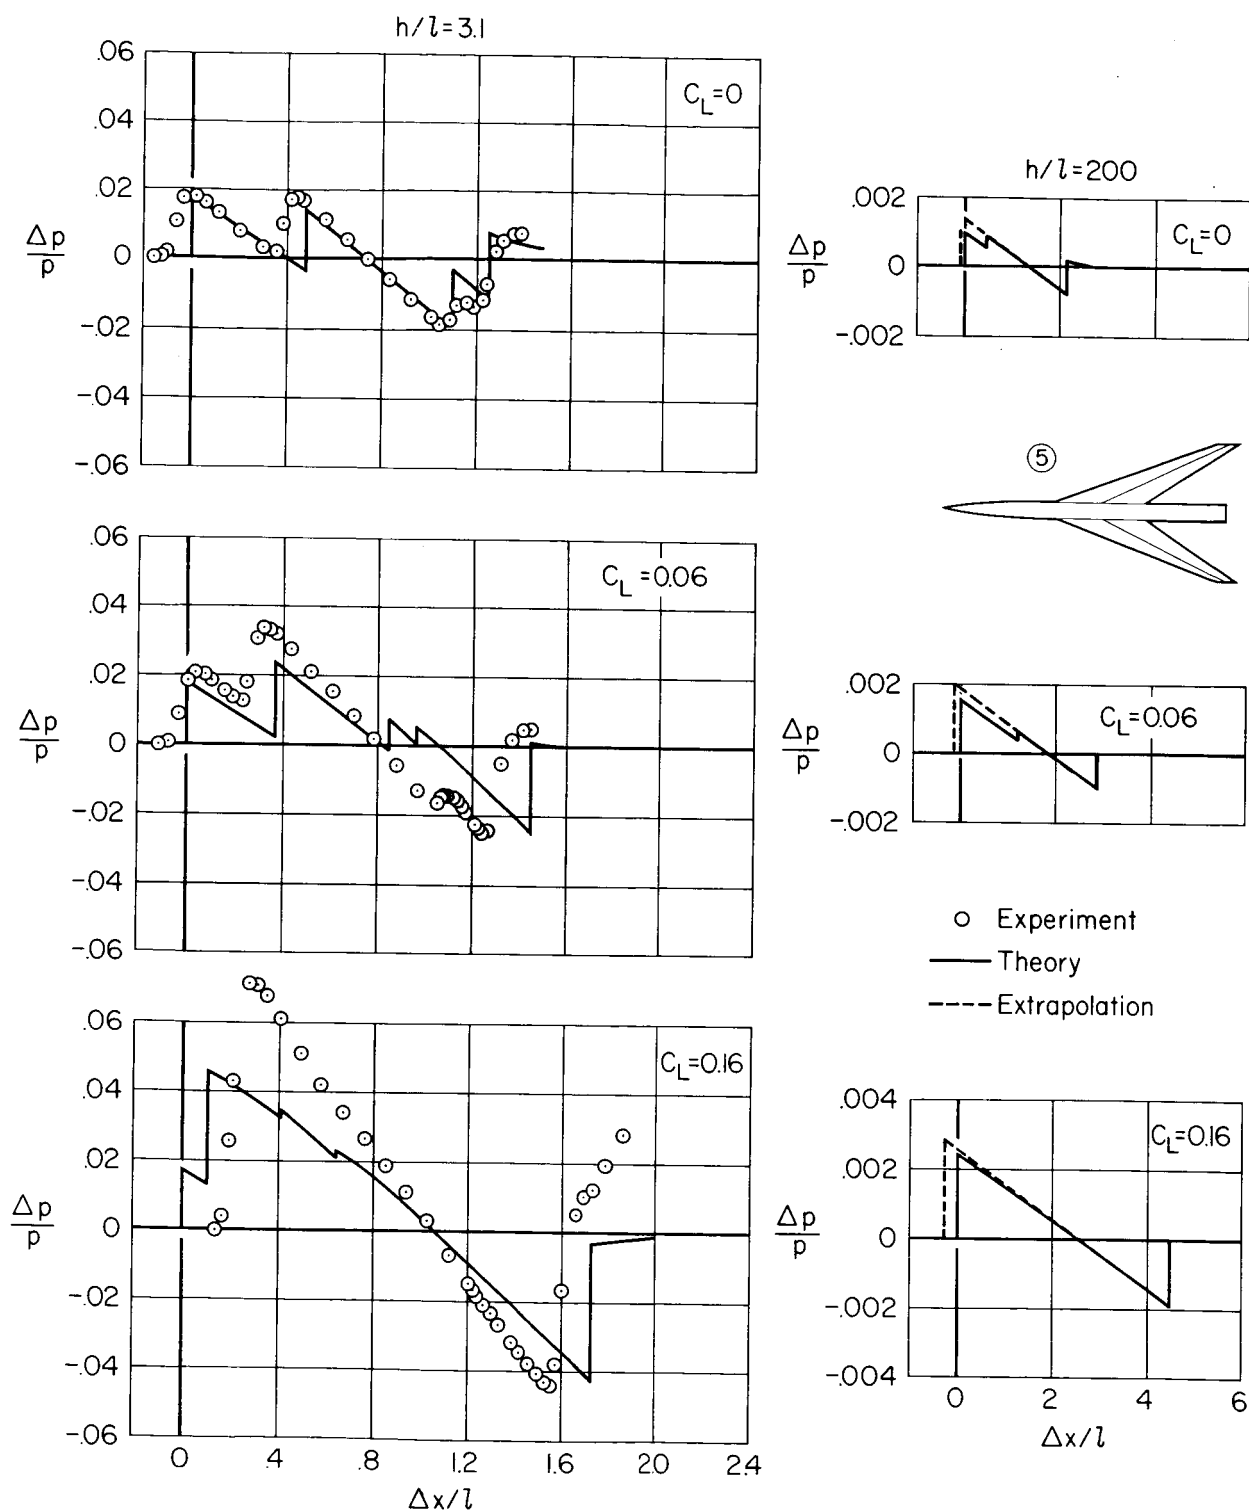 h/l=3.1
.06
.04
.02
0
-.02
-.04
-.06
Δp/p
C_L=0
h/l=200
.002
0
-.002
Δp/p
C_L=0
5
.06
.04
.02
0
-.02
-.04
-.06
Δp/p
C_L=0.06
.002
0
-.002
Δp/p
C_L=0.06
Experiment
Theory
Extrapolation
.06
.04
.02
0
-.02
-.04
-.06
Δp/p
C_L=0.16
0 .4 .8 1.2 1.6 2.0 2.4
Δx/l
.004
.002
0
-.002
-.004
Δp/p
C_L=0.16
0 2 4 6
Δx/l